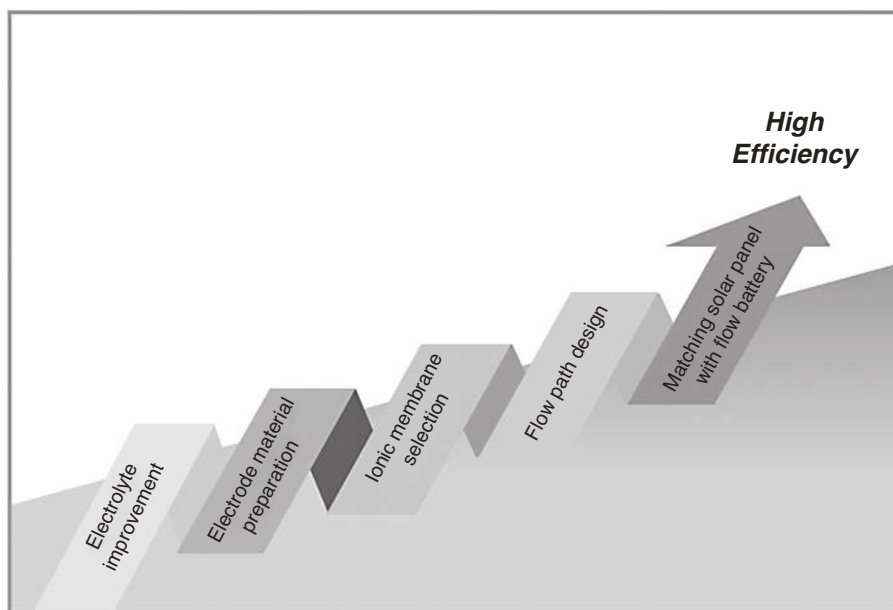 High
Efficiency
Electrolyte
improvement
Electrode material
preparation
Ionic membrane
selection
Flow path design
Matching solar panel
with flow battery